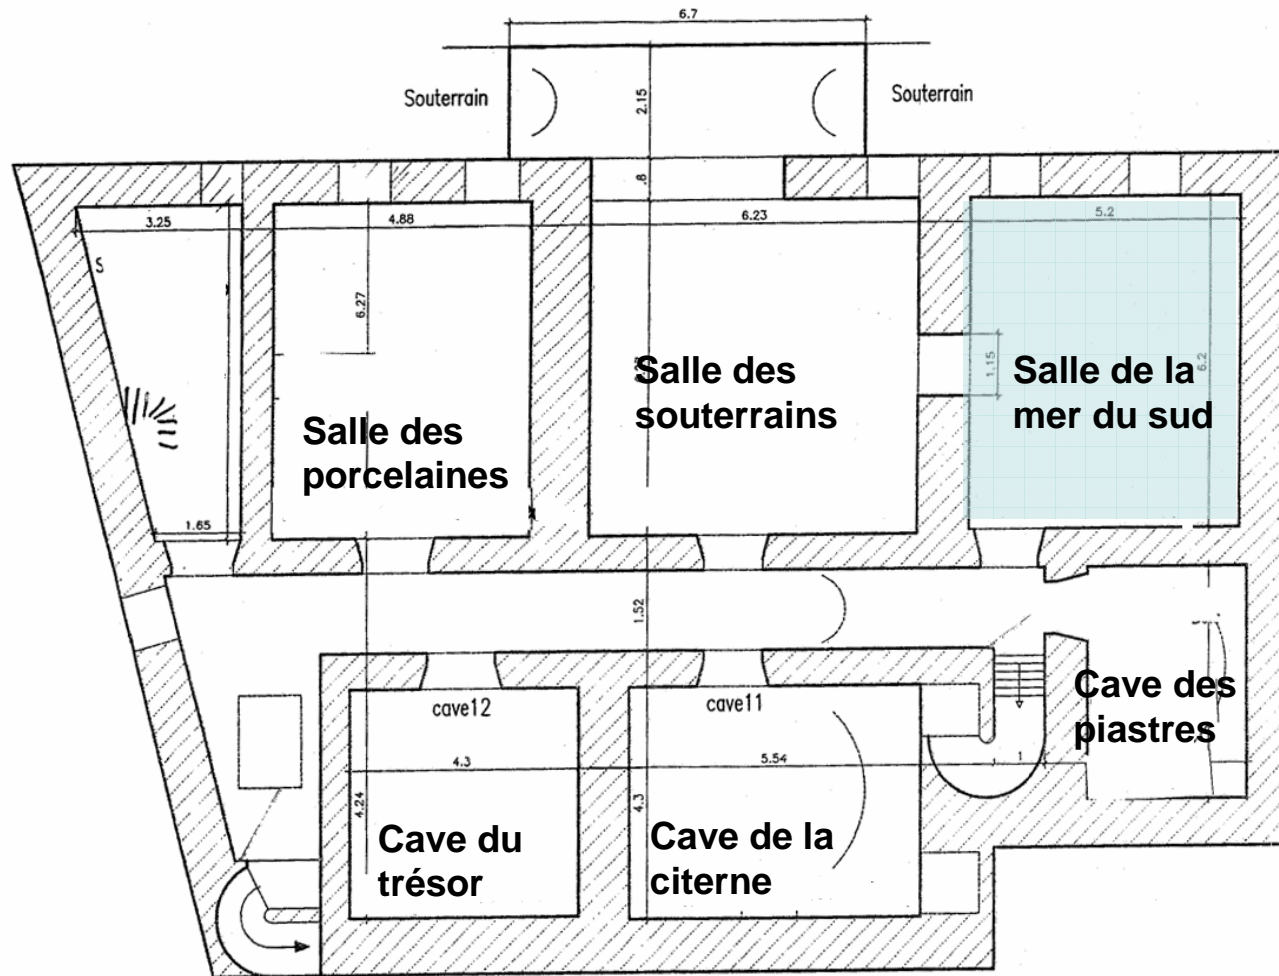 6.7
Souterrain
Souterrain
2.15
.8
3.25
4.88
6.23
5.2
S
6.27
1.15
6.2
Salle des
souterrains
Salle de la
mer du sud
Salle des
porcelaines
1.65
1.52
Cave des
piastres
cave12
cave11
4.3
5.54
1
4.24
4.3
Cave du
trésor
Cave de la
citerne